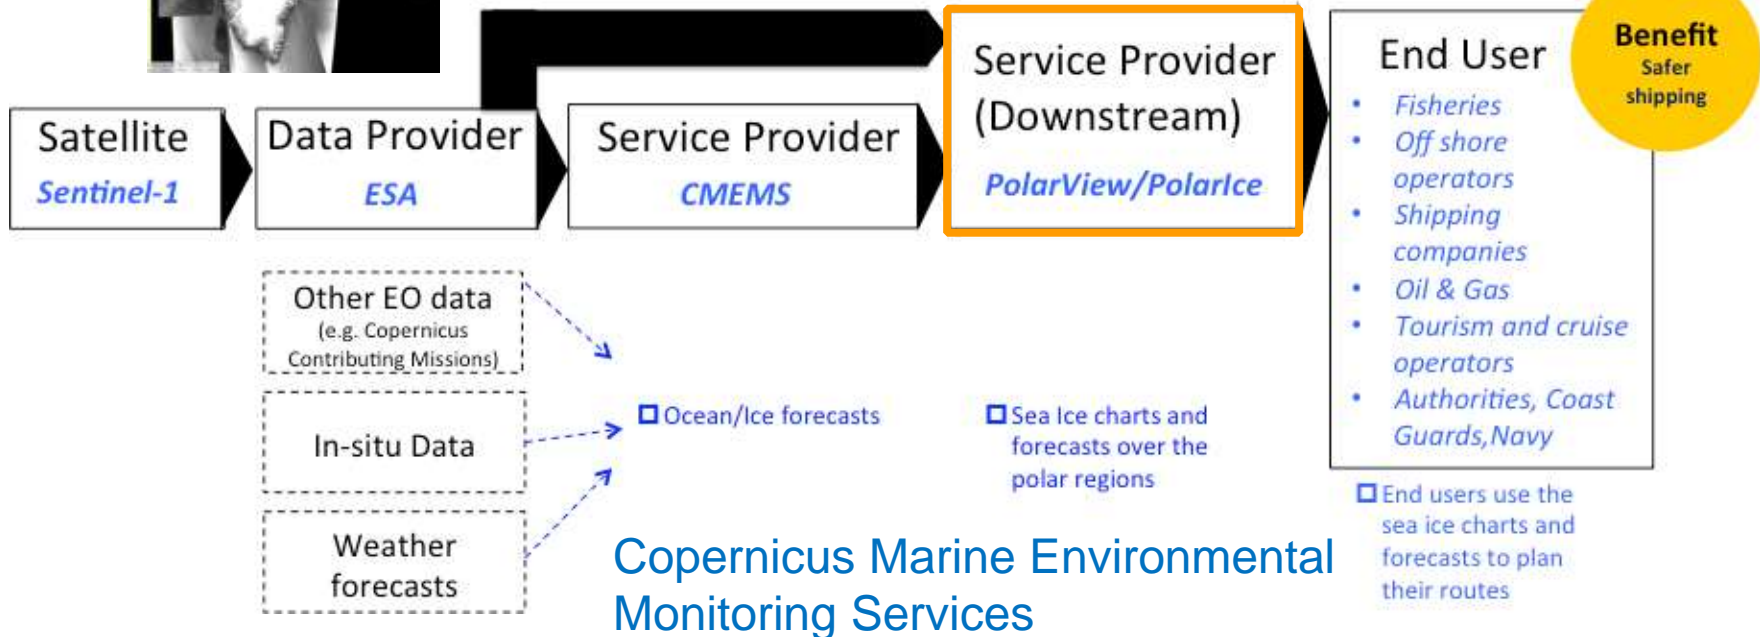 Satellite
Sentinel-1
Data Provider
ESA
Service Provider
CMEMS
Service Provider
(Downstream)
PolarView/PolarIce
End User
• Fisheries
• Off shore
operators
• Shipping
companies
• Oil & Gas
• Tourism and cruise
operators
• Authorities, Coast
Guards,Navy
Benefit
Safer
shipping
Other EO data
(e.g. Copernicus
Contributing Missions)
In-situ Data
Weather
forecasts
Ocean/Ice forecasts
Sea Ice charts and
forecasts over the
polar regions
End users use the
sea ice charts and
forecasts to plan
their routes
Copernicus Marine Environmental
Monitoring Services